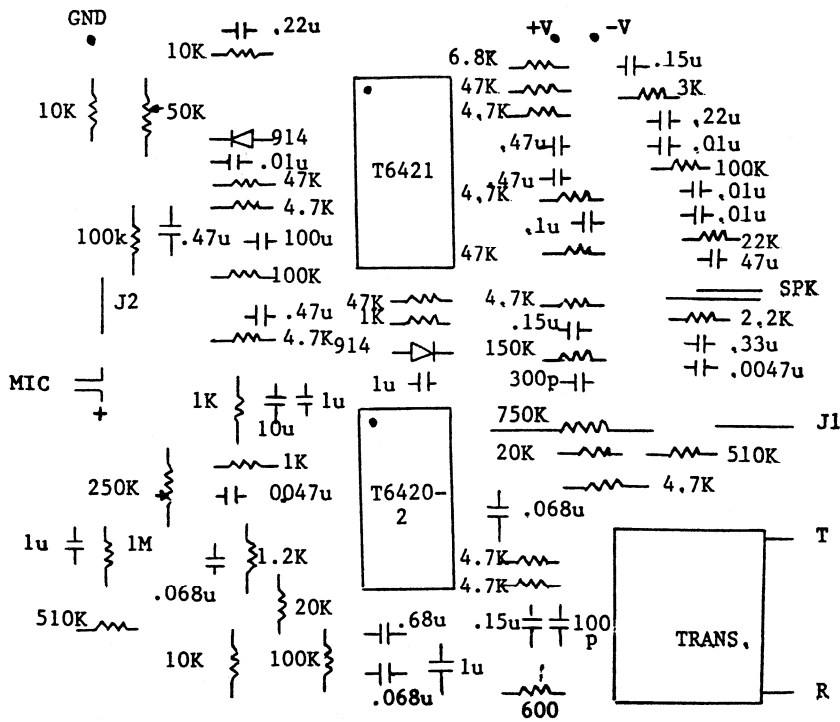 GND
.22u
10K
+V
-V
6.8K
.15u
47K
3K
10K
50K
4.7K
.22u
914
.47u
.01u
.01u
T6421
100K
47K
.47u
.01u
4.7K
4.7K
.01u
100k
.47u
100u
.1u
22K
47K
47u
100K
SPK
J2
47K
4.7K
.47u
1K
.15u
2.2K
4.7K
914
150K
.33u
MIC
1u
300p
.0047u
+
1K
1u
10u
750K
J1
1K
20K
510K
250K
.0047u
T6420-
2
4.7K
.068u
1u
1M
1.2K
4.7K
T
.068u
4.7K
510K
20K
.68u
.15u
100
p
TRANS.
10K
100K
1u
.068u
R
600